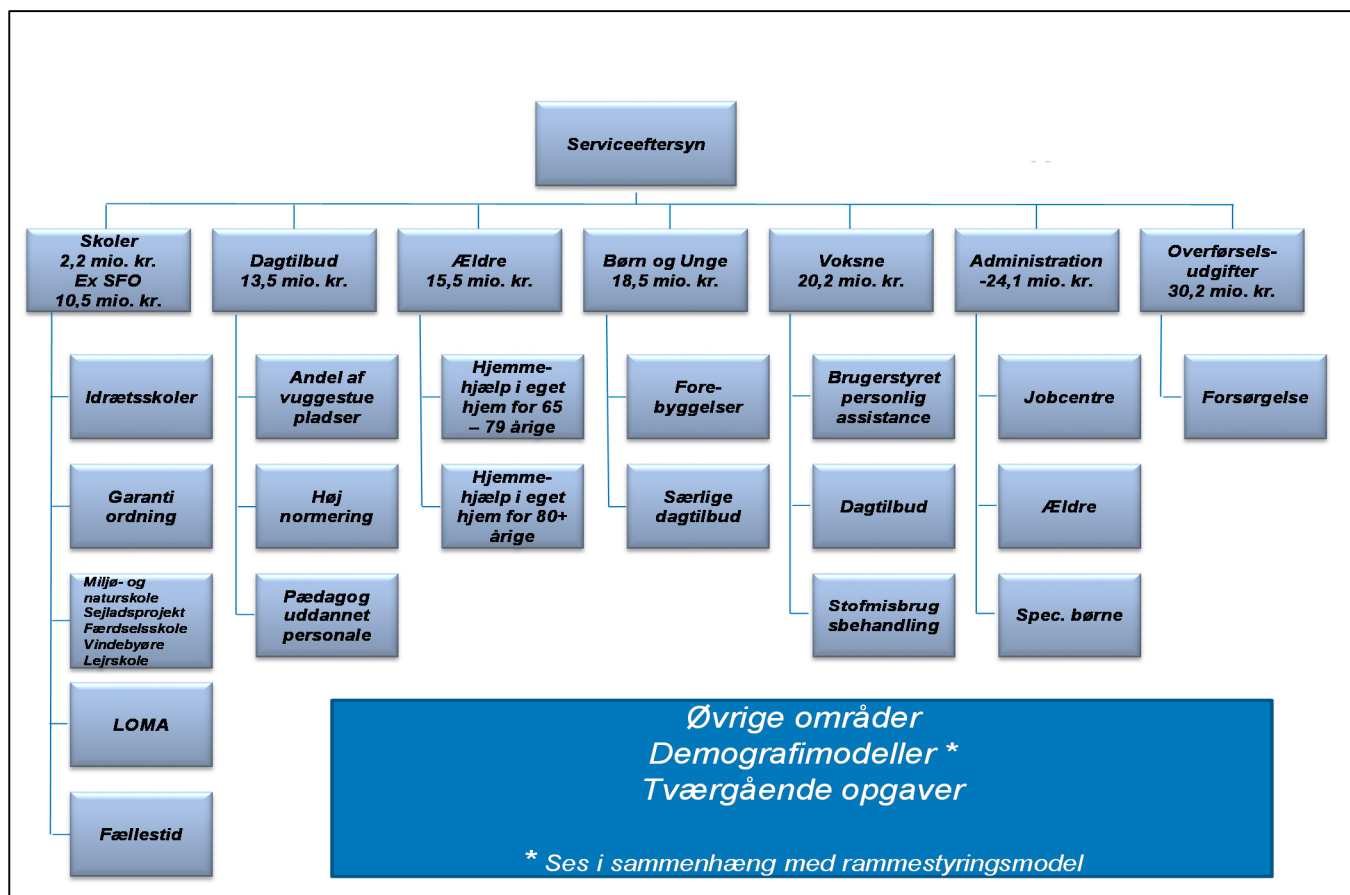 Serviceeftersyn
Skoler
2,2 mio. kr.
Ex SFO
10,5 mio. kr.
Dagtilbud
13,5 mio. kr.
Ældre
15,5 mio. kr.
Børn og Unge
18,5 mio. kr.
Voksne
20,2 mio. kr.
Administration
-24,1 mio. kr.
Overførsels-
udgifter
30,2 mio. kr.
Idrætsskoler
Garanti
ordning
Miljø- og
naturskole
Sejladsprojekt
Færdselsskole
Vindebyøre
Lejrskole
LOMA
Fællestid
Andel af
vuggestue
pladser
Høj
normering
Pædagog
uddannet
personale
Hjemme-
hjælp i eget
hjem for 65
– 79 årige
Hjemme-
hjælp i eget
hjem for 80+
årige
Fore-
byggelser
Særlige
dagtilbud
Brugerstyret
personlig
assistance
Dagtilbud
Stofmisbrug
sbehandling
Jobcentre
Ældre
Spec. børne
Forsørgelse
Øvrige områder
Demografimodeller *
Tværgående opgaver
* Ses i sammenhæng med rammestyringsmodel